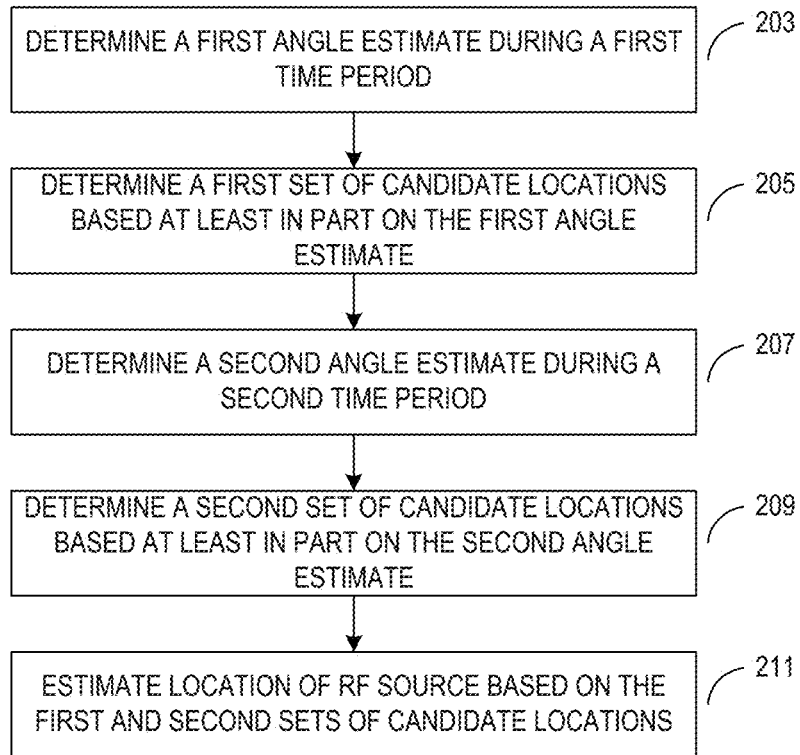 DETERMINE A FIRST ANGLE ESTIMATE DURING A FIRST
TIME PERIOD
203
DETERMINE A FIRST SET OF CANDIDATE LOCATIONS
BASED AT LEAST IN PART ON THE FIRST ANGLE
ESTIMATE
205
DETERMINE A SECOND ANGLE ESTIMATE DURING A
SECOND TIME PERIOD
207
DETERMINE A SECOND SET OF CANDIDATE LOCATIONS
BASED AT LEAST IN PART ON THE SECOND ANGLE
ESTIMATE
209
ESTIMATE LOCATION OF RF SOURCE BASED ON THE
FIRST AND SECOND SETS OF CANDIDATE LOCATIONS
211